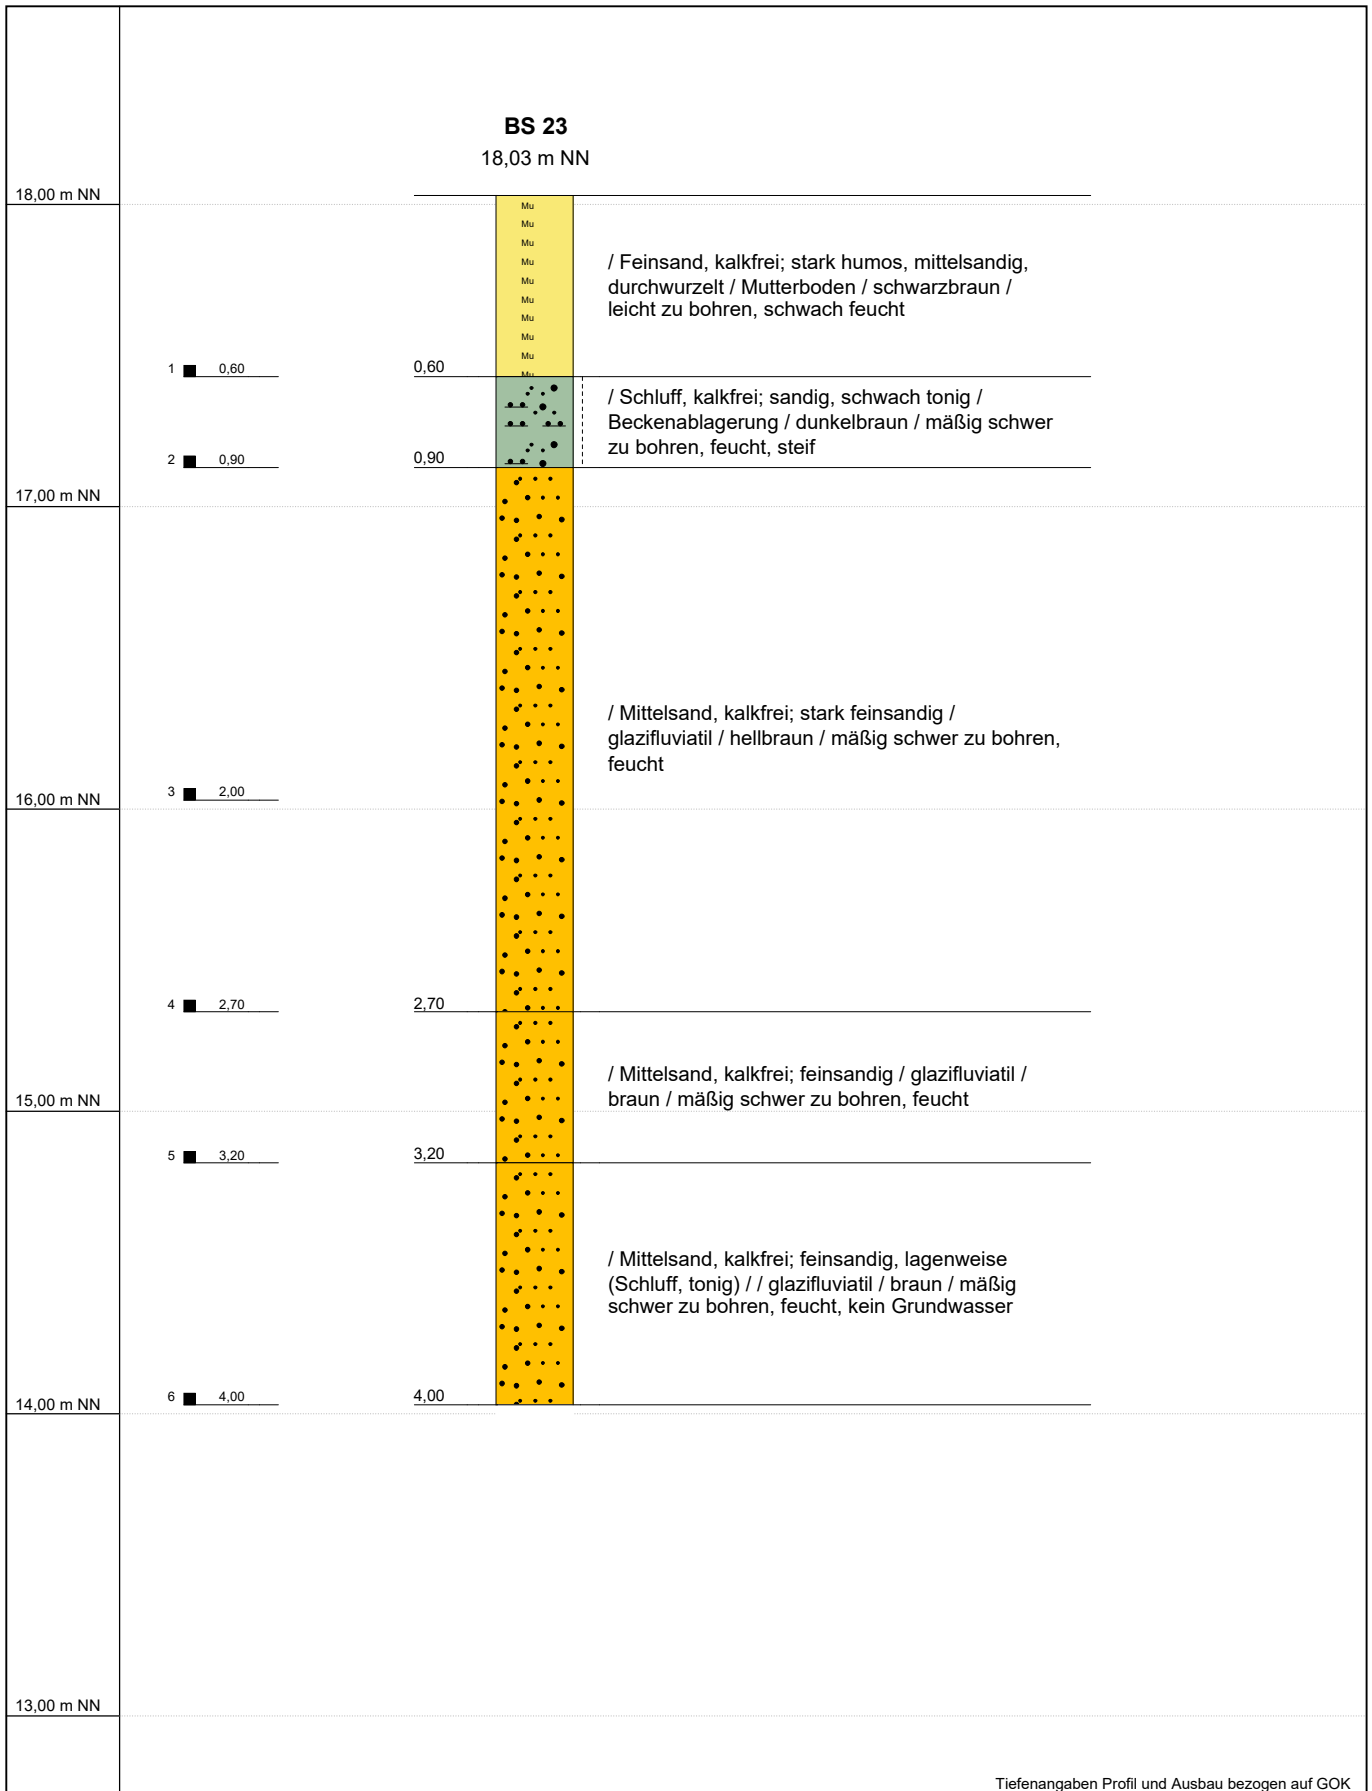 BS 23
18,03 m NN
18,00 m NN
Mu
Mu
Mu
Mu
Mu
Mu
Mu
Mu
Mu
Mu
/ Feinsand, kalkfrei; stark humos, mittelsandig,
durchwurzelt / Mutterboden / schwarzbraun /
leicht zu bohren, schwach feucht
1 0,60 0,60
/ Schluff, kalkfrei; sandig, schwach tonig /
Beckenablagerung / dunkelbraun / mäßig schwer
zu bohren, feucht, steif
2 0,90 0,90
17,00 m NN
/ Mittelsand, kalkfrei; stark feinsandig /
glazifluviatil / hellbraun / mäßig schwer zu bohren,
feucht
3 2,00
16,00 m NN
4 2,70 2,70
/ Mittelsand, kalkfrei; feinsandig / glazifluviatil /
braun / mäßig schwer zu bohren, feucht
15,00 m NN
5 3,20 3,20
/ Mittelsand, kalkfrei; feinsandig, lagenweise
(Schluff, tonig) / / glazifluviatil / braun / mäßig
schwer zu bohren, feucht, kein Grundwasser
6 4,00 4,00
14,00 m NN
13,00 m NN
Tiefenangaben Profil und Ausbau bezogen auf GOK